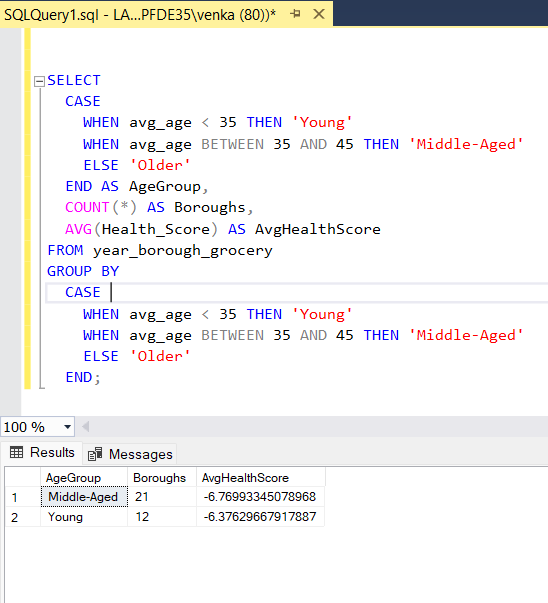 SQLQuery1.sql - LA...PFDE35\venka (80))*
SELECT
CASE
WHEN avg_age < 35 THEN 'Young'
WHEN avg_age BETWEEN 35 AND 45 THEN 'Middle-Aged'
ELSE 'Older'
END AS AgeGroup,
COUNT(*) AS Boroughs,
AVG(Health_Score) AS AvgHealthScore
FROM year_borough_grocery
GROUP BY
CASE
WHEN avg_age < 35 THEN 'Young'
WHEN avg_age BETWEEN 35 AND 45 THEN 'Middle-Aged'
ELSE 'Older'
END;
100 %
Results Messages
AgeGroup Boroughs AvgHealthScore
1 Middle-Aged 21 -6.76993345078968
2 Young 12 -6.37629667917887